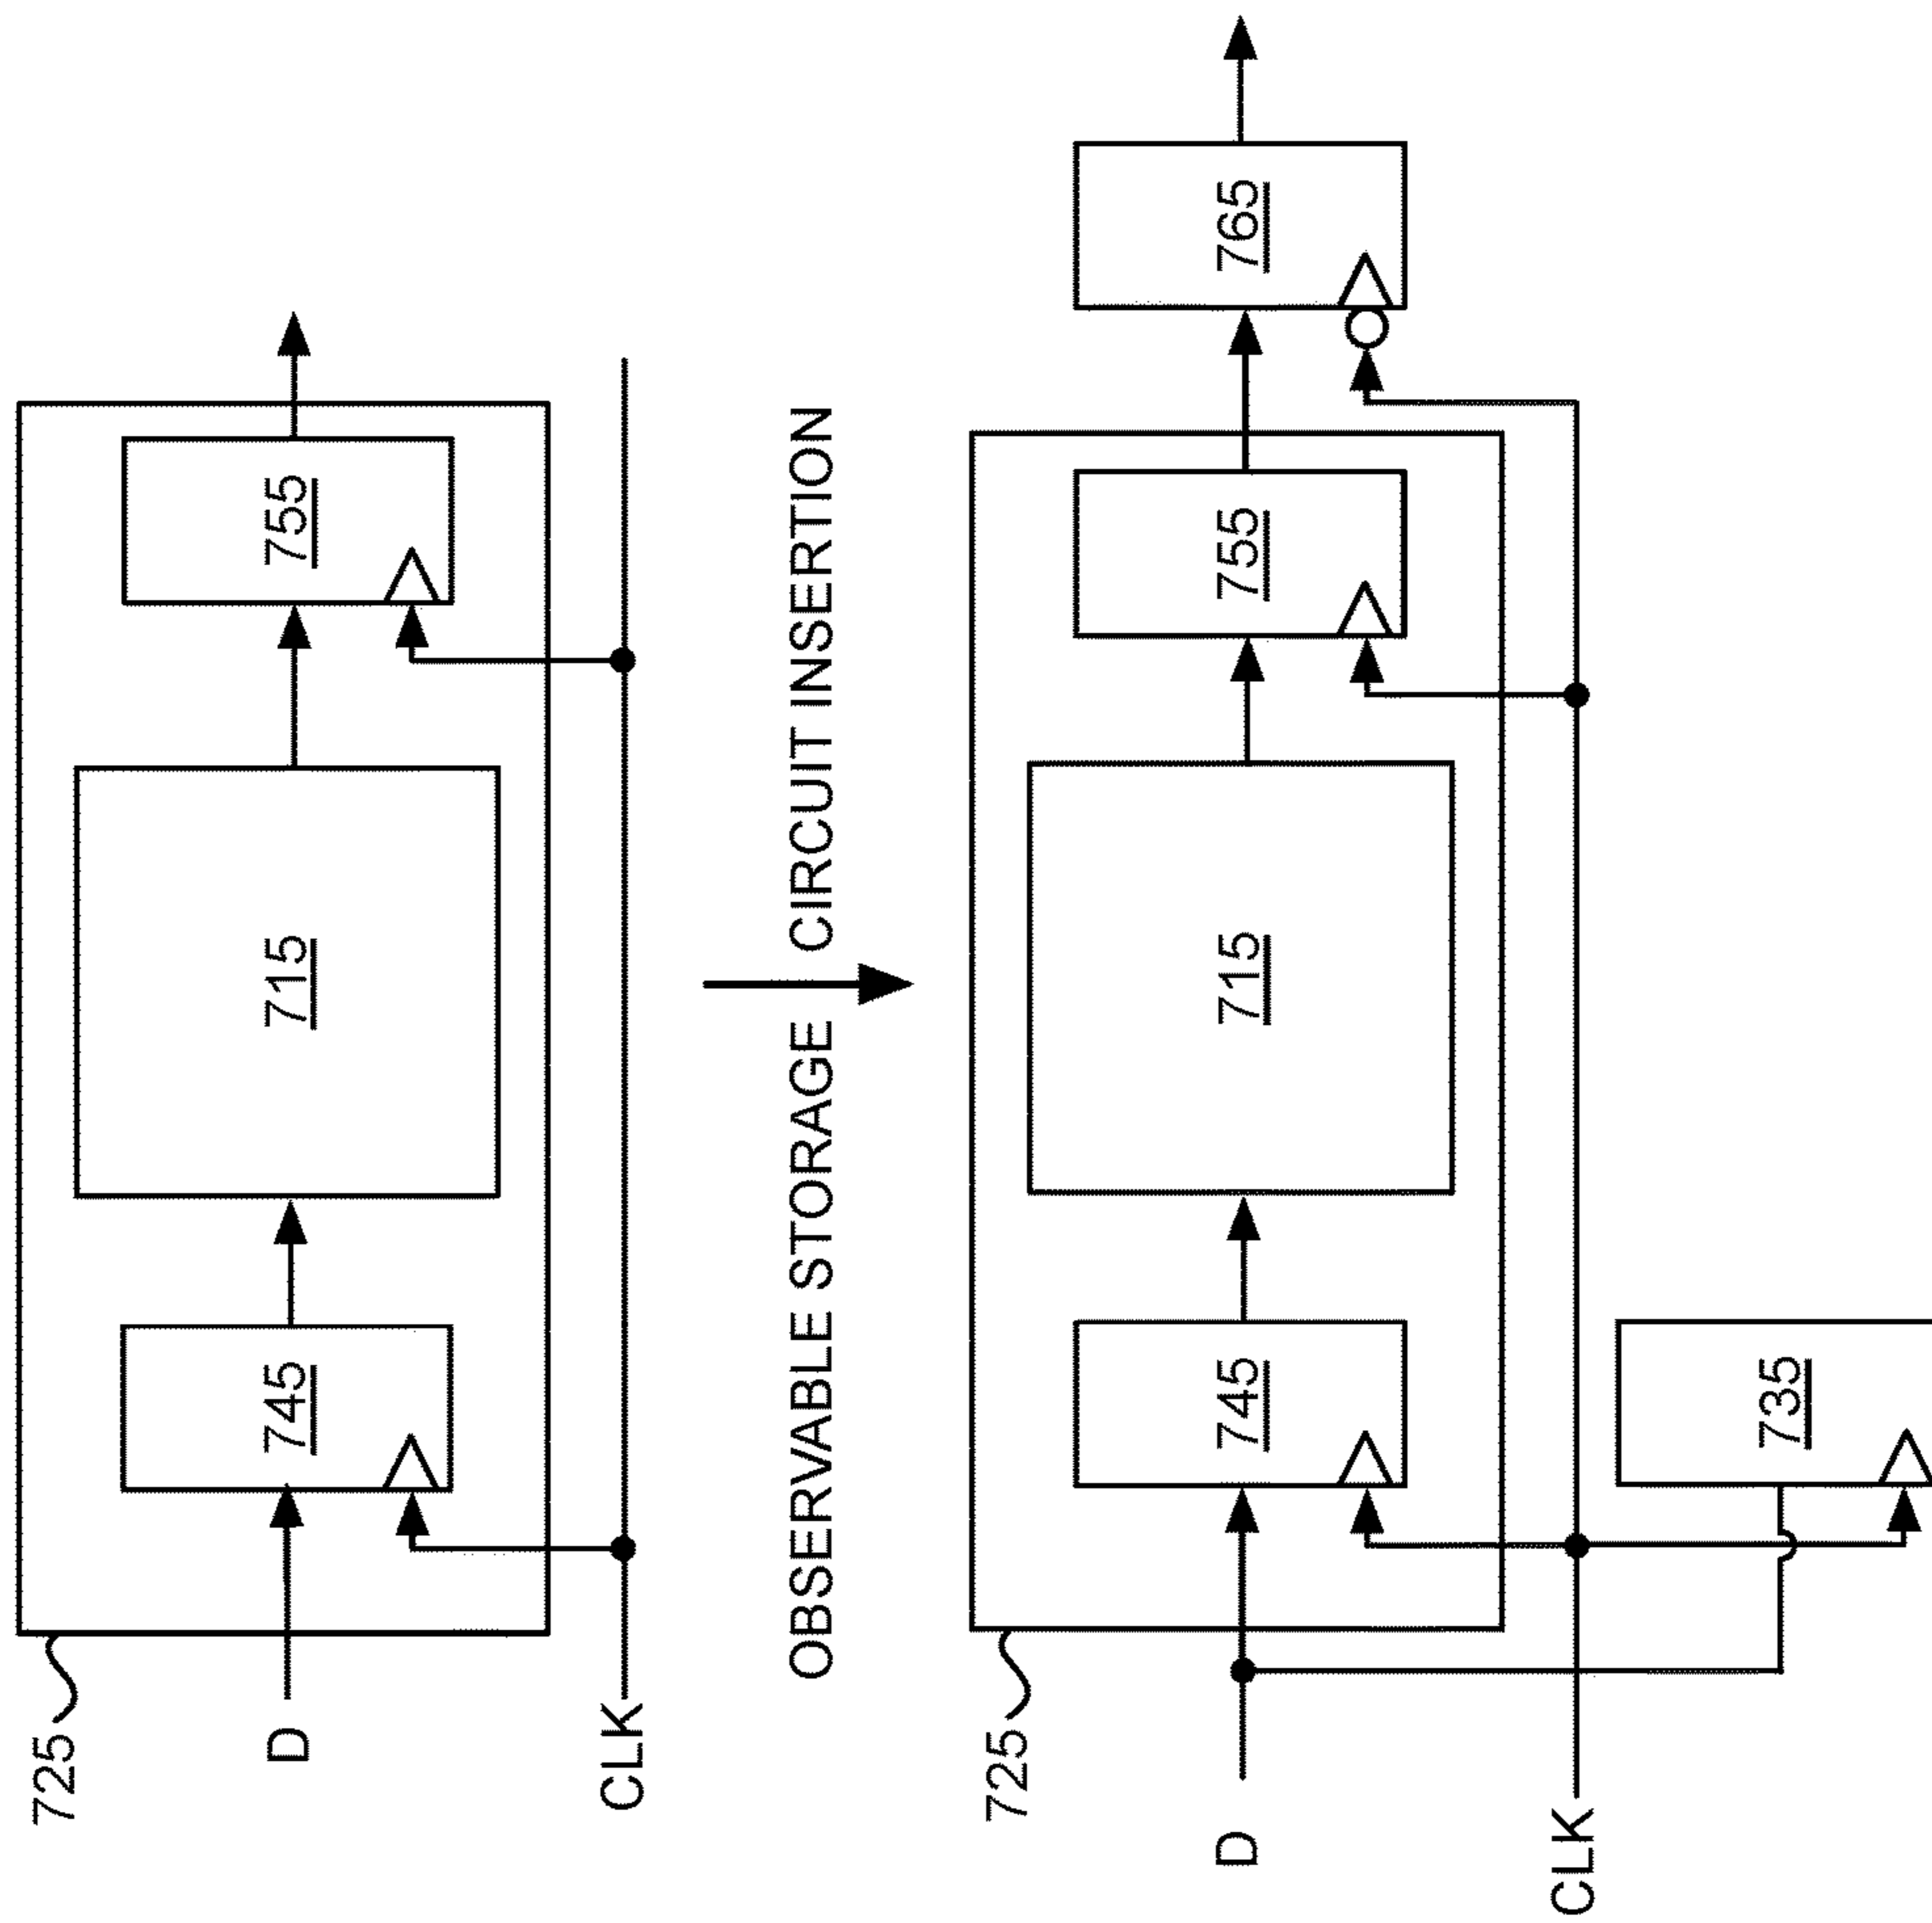 725
D
745
715
755
CLK
OBSERVABLE STORAGE CIRCUIT INSERTION
725
D
745
715
755
765
CLK
735